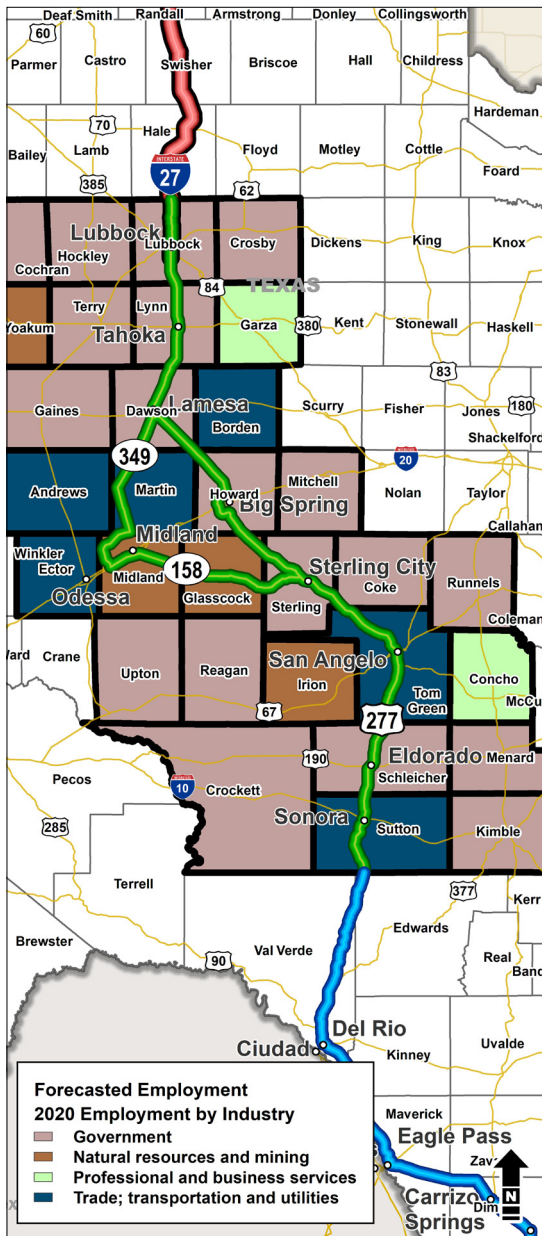 Deaf Smith Randall Armstrong Donley Collingsworth
60
Parmer Castro Swisher Briscoe Hall Childress
Hardeman
70
Bailey Lamb Hale Floyd Motley Cottle
Foard
INTERSTATE
27
385
62
Lubbock
Cochran Hockley Lubbock Crosby Dickens King Knox
84
TEXAS
Yoakum Terry Lynn Garza 380 Kent Stonewall Haskell
Tahoka
83
Gaines Dawson Lamesa Borden Scurry Fisher Jones 180
Shackelford
349
20
Andrews Martin Howard Mitchell Nolan Taylor
Big Spring
Callahan
Midland
Winkler Ector Midland 158 Glasscock Sterling City Coke Runnels
Odessa
Sterling
Coleman
Crane Upton Reagan Irion San Angelo Tom Green Concho
67
277
190
Eldorado
Pecos 10 Crockett Schleicher Menard
Sonora
285
Sutton Kimble
Terrell
377
Kerr
Brewster 90 Val Verde Edwards Real
Del Rio
Ciudad
Kinney Uvalde
Maverick
Eagle Pass
Carrizo
Springs
N
Forecasted Employment
2020 Employment by Industry
Government
Natural resources and mining
Professional and business services
Trade; transportation and utilities